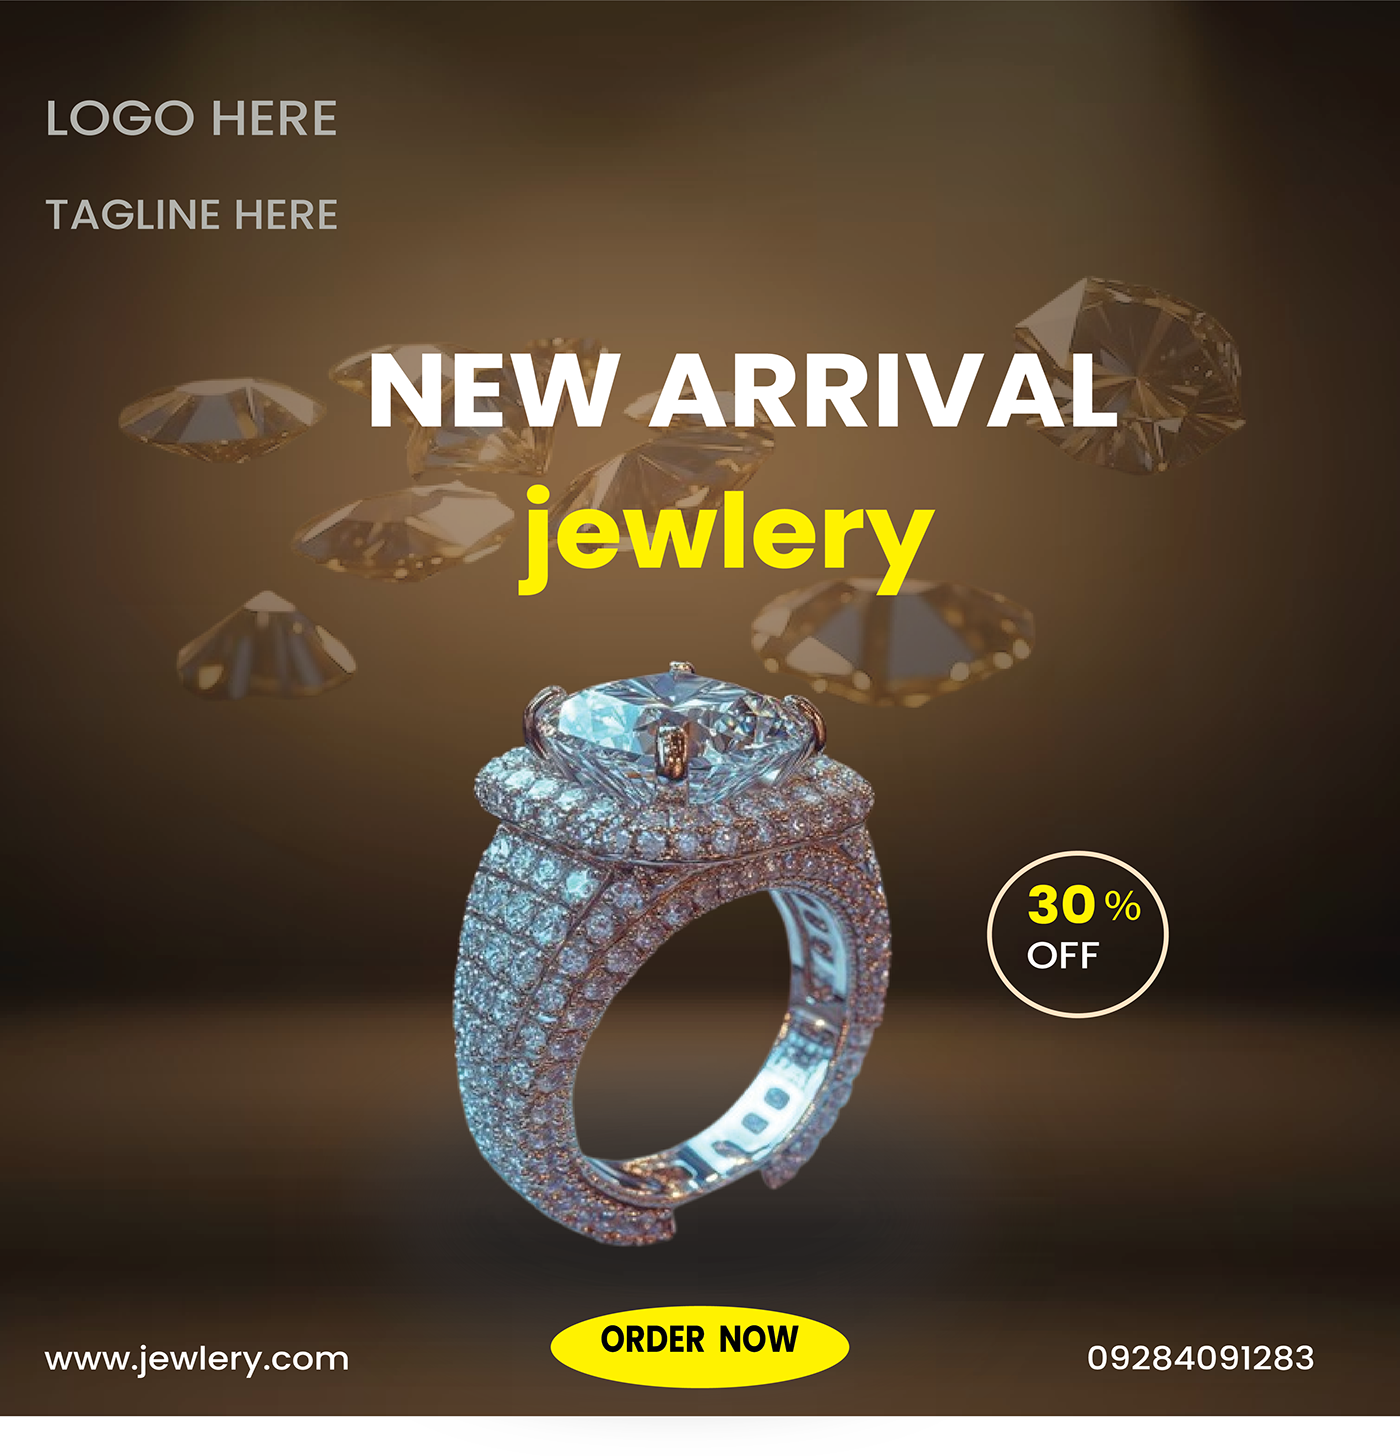 LOGO HERE
TAGLINE HERE
NEW ARRIVAL
jewlery
30 %
OFF
ORDER NOW
www.jewlery.com
09284091283